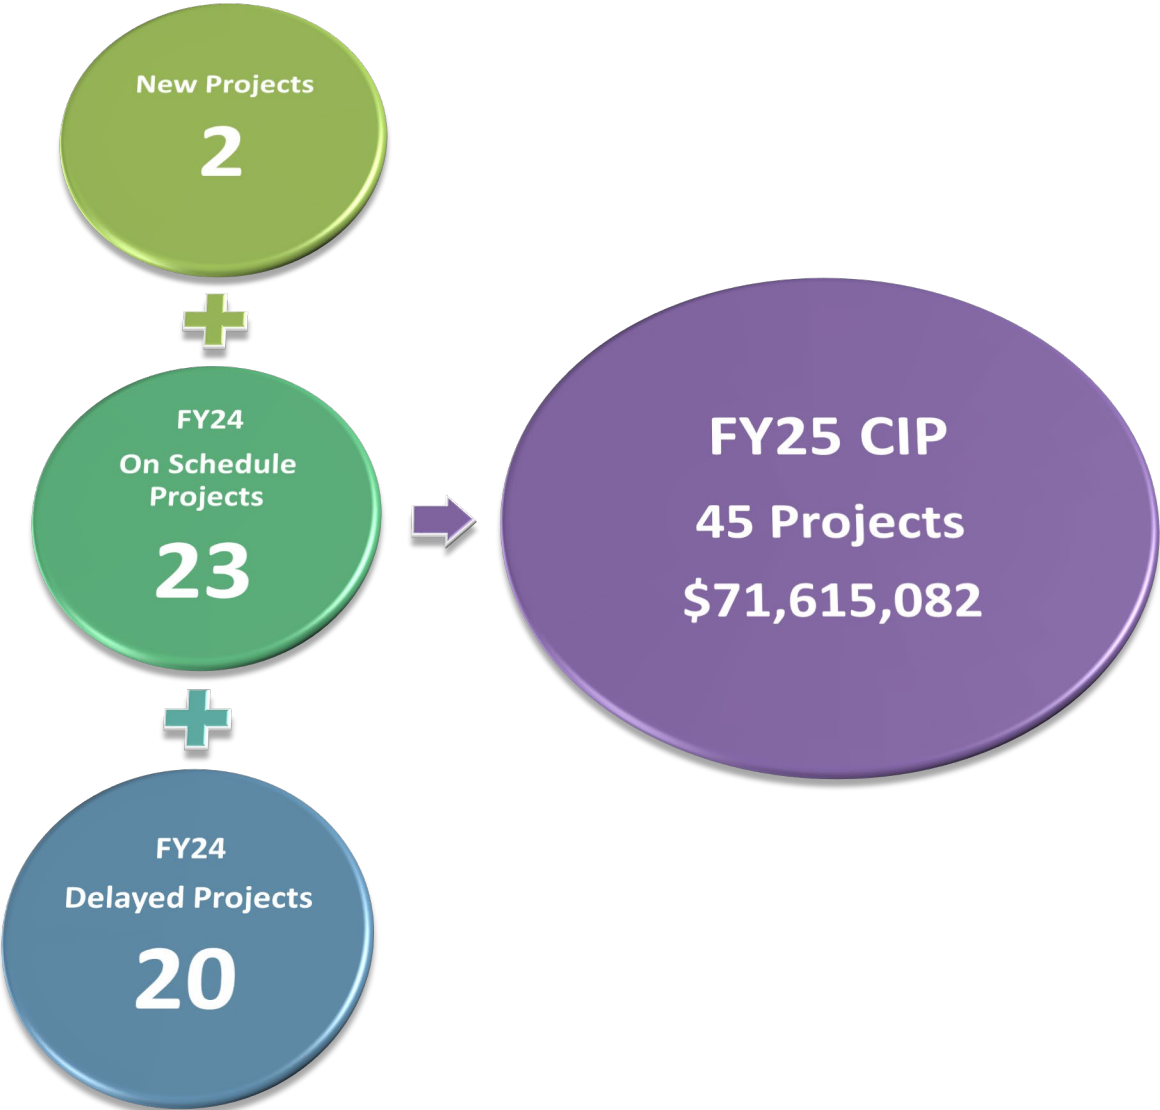 New Projects
2
FY24
On Schedule
Projects
23
FY24
Delayed Projects
20
FY25 CIP
45 Projects
$71,615,082